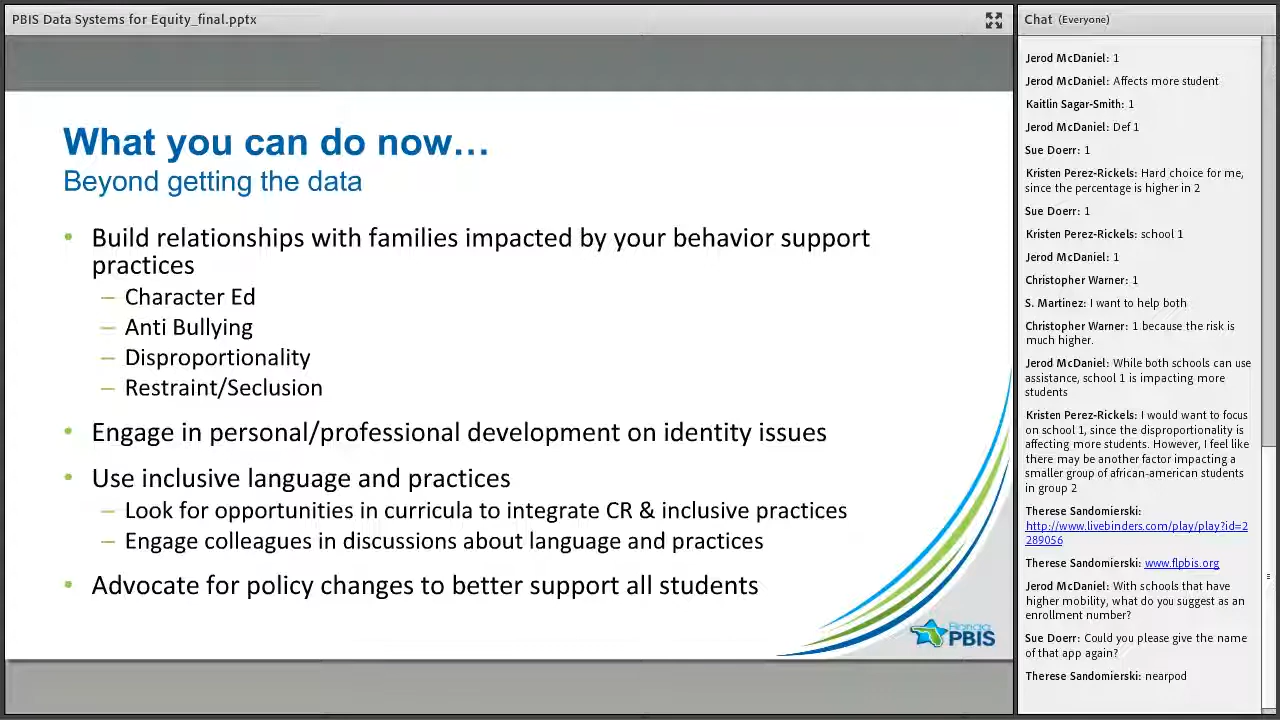 PBIS Data Systems for Equity_final.pptx
What you can do now…
Beyond getting the data
• Build relationships with families impacted by your behavior support
practices
– Character Ed
– Anti Bullying
– Disproportionality
– Restraint/Seclusion
• Engage in personal/professional development on identity issues
• Use inclusive language and practices
– Look for opportunities in curricula to integrate CR & inclusive practices
– Engage colleagues in discussions about language and practices
• Advocate for policy changes to better support all students
Florida
PBIS
Chat (Everyone)
Jerod McDaniel: 1
Jerod McDaniel: Affects more student
Kaitlin Sagar-Smith: 1
Jerod McDaniel: Def 1
Sue Doerr: 1
Kristen Perez-Rickels: Hard choice for me,
since the percentage is higher in 2
Sue Doerr: 1
Kristen Perez-Rickels: school 1
Jerod McDaniel: 1
Christopher Warner: 1
S. Martinez: I want to help both
Christopher Warner: 1 because the risk is
much higher.
Jerod McDaniel: While both schools can use
assistance, school 1 is impacting more
students
Kristen Perez-Rickels: I would want to focus
on school 1, since the disproportionality is
affecting more students. However, I feel like
there may be another factor impacting a
smaller group of african-american students
in group 2
Therese Sandomierski:
http://www.livebinders.com/play/play?id=2
289056
Therese Sandomierski: www.flpbis.org
Jerod McDaniel: With schools that have
higher mobility, what do you suggest as an
enrollment number?
Sue Doerr: Could you please give the name
of that app again?
Therese Sandomierski: nearpod